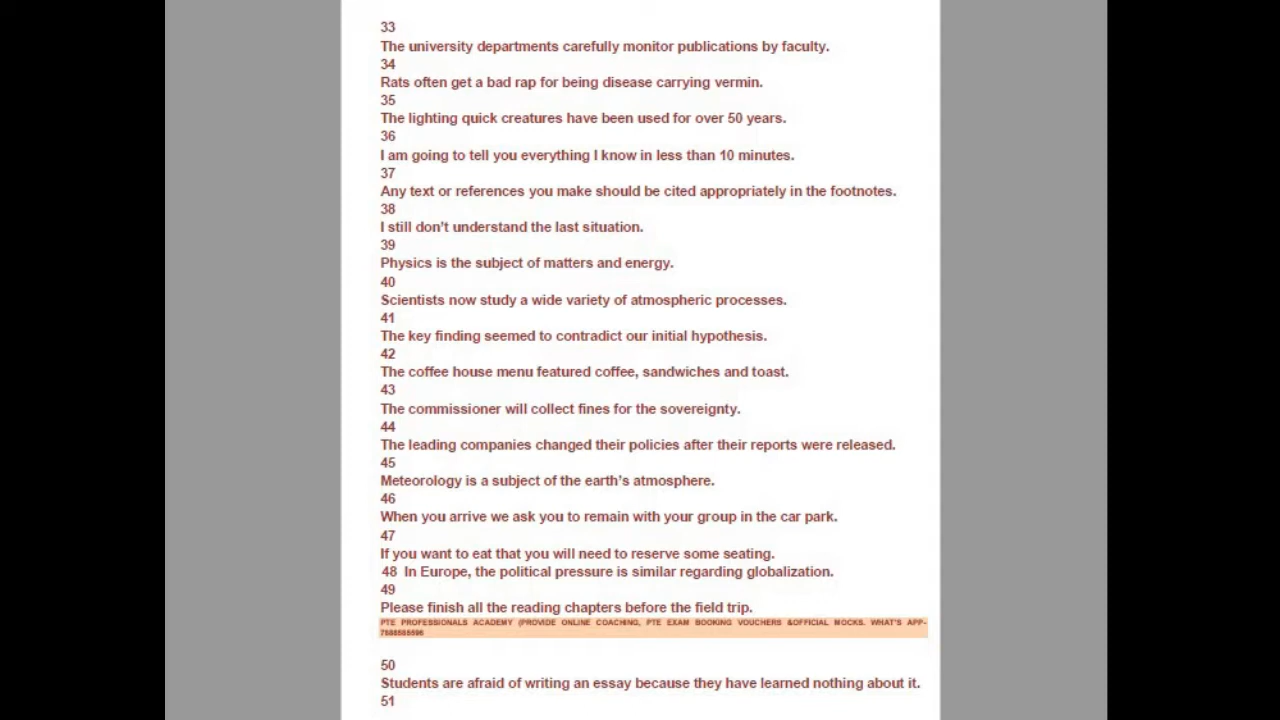 33
The university departments carefully monitor publications by faculty.
34
Rats often get a bad rap for being disease carrying vermin.
35
The lighting quick creatures have been used for over 50 years.
36
I am going to tell you everything I know in less than 10 minutes.
37
Any text or references you make should be cited appropriately in the footnotes.
38
I still don’t understand the last situation.
39
Physics is the subject of matters and energy.
40
Scientists now study a wide variety of atmospheric processes.
41
The key finding seemed to contradict our initial hypothesis.
42
The coffee house menu featured coffee, sandwiches and toast.
43
The commissioner will collect fines for the sovereignty.
44
The leading companies changed their policies after their reports were released.
45
Meteorology is a subject of the earth’s atmosphere.
46
When you arrive we ask you to remain with your group in the car park.
47
If you want to eat that you will need to reserve some seating.
48 In Europe, the political pressure is similar regarding globalization.
49
Please finish all the reading chapters before the field trip.
PTE PROFESSIONALS ACADEMY (PROVIDE ONLINE COACHING, PTE EXAM BOOKING VOUCHERS &OFFICIAL MOCKS. WHAT'S APP-
50
Students are afraid of writing an essay because they have learned nothing about it.
51